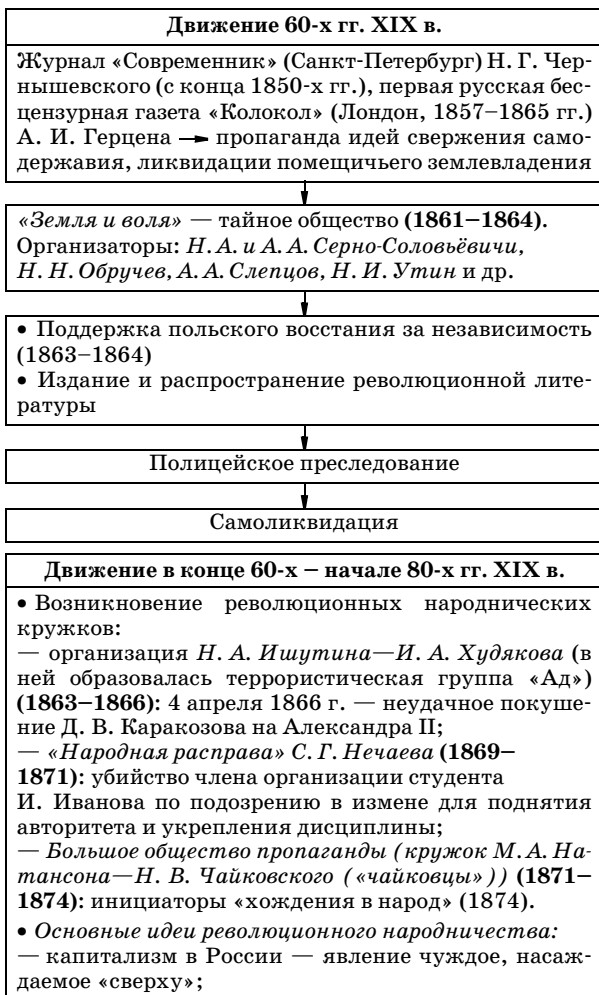 Движение 60-х гг. XIX в.
Журнал «Современник» (Санкт-Петербург) Н. Г. Чер-
нышевского (с конца 1850-х гг.), первая русская бес-
цензурная газета «Колокол» (Лондон, 1857–1865 гг.)
А. И. Герцена → пропаганда идей свержения само-
державия, ликвидации помещичьего землевладения
«Земля и воля» — тайное общество (1861–1864).
Организаторы: Н. А. и А. А. Серно-Соловьёвичи,
Н. Н. Обручев, А. А. Слепцов, Н. И. Утин и др.
• Поддержка польского восстания за независимость
(1863–1864)
• Издание и распространение революционной лите-
ратуры
Полицейское преследование
Самоликвидация
Движение в конце 60-х – начале 80-х гг. XIX в.
• Возникновение революционных народнических
кружков:
— организация Н. А. Ишутина—И. А. Худякова (в
ней образовалась террористическая группа «Ад»)
(1863–1866): 4 апреля 1866 г. — неудачное покуше-
ние Д. В. Каракозова на Александра II;
— «Народная расправа» С. Г. Нечаева (1869–
1871): убийство члена организации студента
И. Иванова по подозрению в измене для поднятия
авторитета и укрепления дисциплины;
— Большое общество пропаганды (кружок М. А. На-
тансона—Н. В. Чайковского («чайковцы»)) (1871–
1874): инициаторы «хождения в народ» (1874).
• Основные идеи революционного народничества:
— капитализм в России — явление чуждое, насаж-
даемое «сверху»;